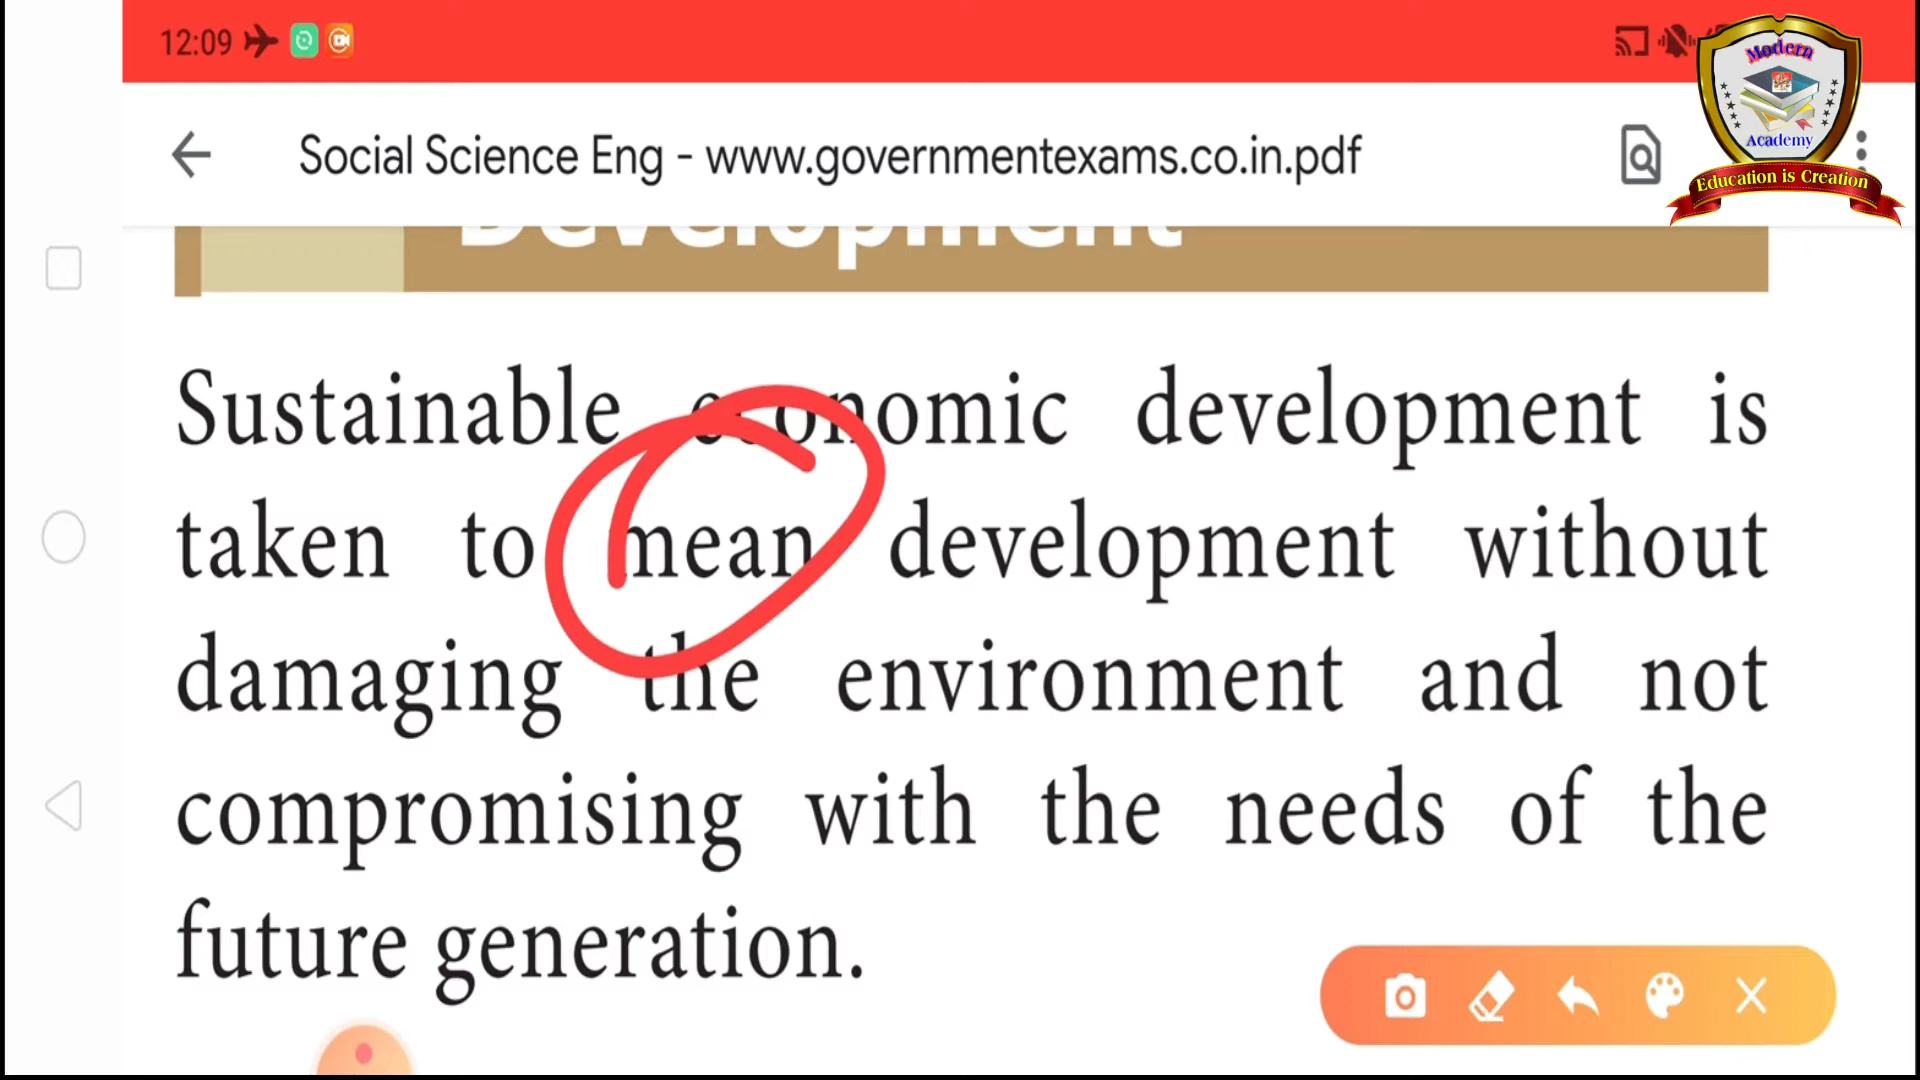 12:09
Modern
Academy
Education is Creation
Social Science Eng - www.governmentexams.co.in.pdf
Development
Sustainable economic development is
taken to mean development without
damaging the environment and not
compromising with the needs of the
future generation.